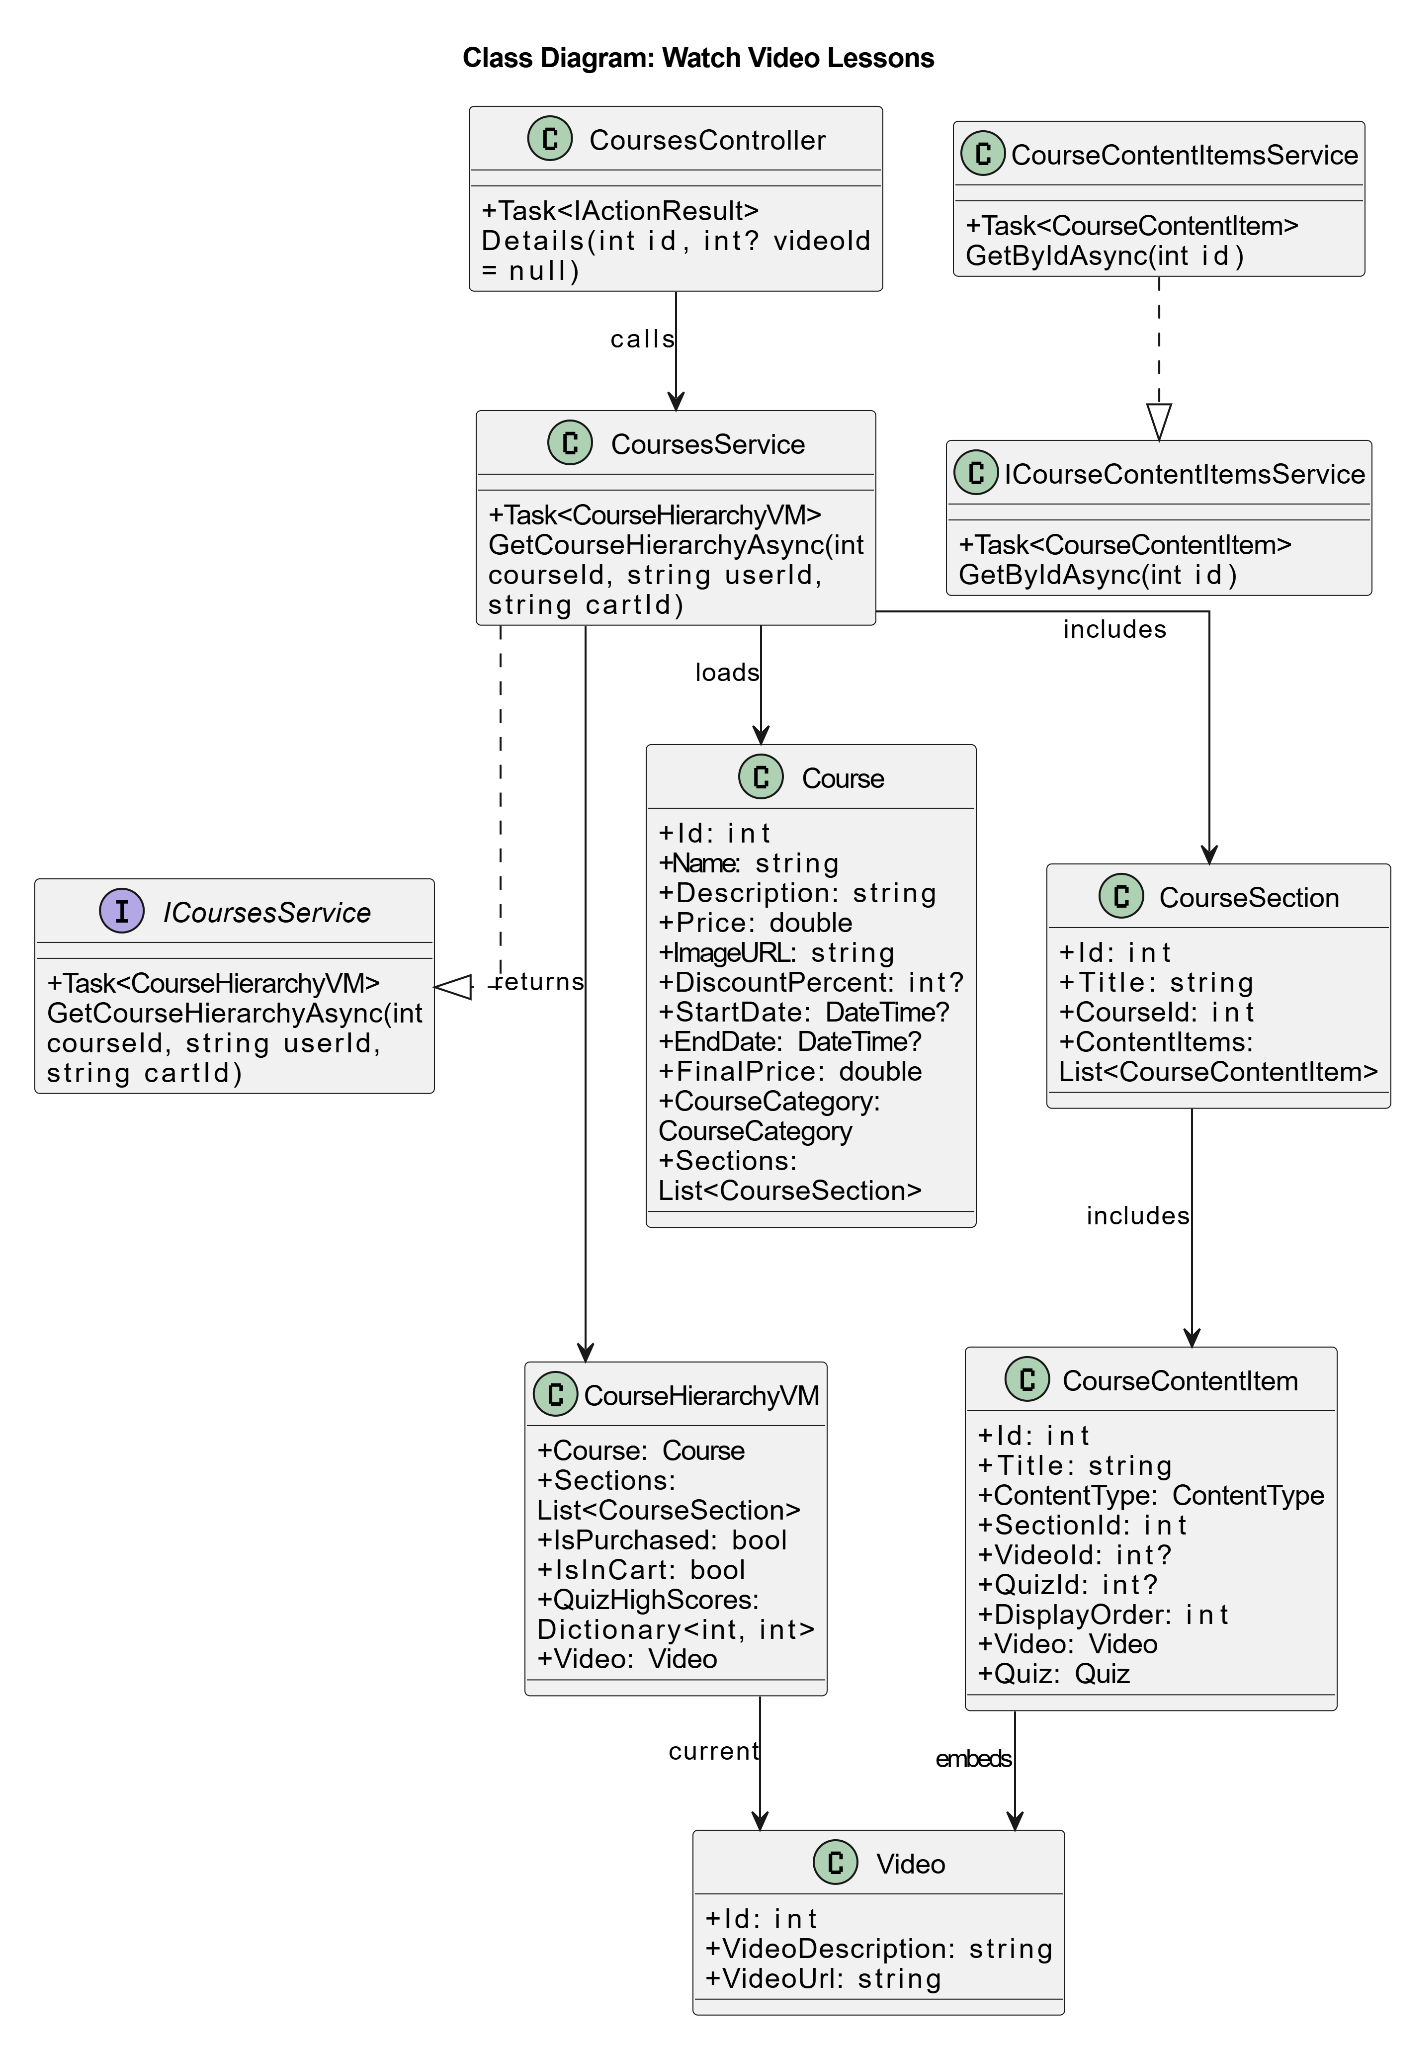 Class Diagram: Watch Video Lessons
C CoursesController
+Task<IActionResult>
Details(int id, int? videoId
= null)
C CourseContentItemsService
+Task<CourseContentItem>
GetByIdAsync(int id)
calls
C CoursesService
+Task<CourseHierarchyVM>
GetCourseHierarchyAsync(int
courseId, string userId,
string cartId)
C ICourseContentItemsService
+Task<CourseContentItem>
GetByIdAsync(int id)
includes
loads
C Course
+Id: int
+Name: string
+Description: string
+Price: double
+ImageURL: string
+DiscountPercent: int?
+StartDate: DateTime?
+EndDate: DateTime?
+FinalPrice: double
+CourseCategory:
CourseCategory
+Sections:
List<CourseSection>
I ICoursesService
+Task<CourseHierarchyVM>
GetCourseHierarchyAsync(int
courseId, string userId,
string cartId)
returns
C CourseSection
+Id: int
+Title: string
+CourseId: int
+ContentItems:
List<CourseContentItem>
includes
C CourseHierarchyVM
+Course: Course
+Sections:
List<CourseSection>
+IsPurchased: bool
+IsInCart: bool
+QuizHighScores:
Dictionary<int, int>
+Video: Video
C CourseContentItem
+Id: int
+Title: string
+ContentType: ContentType
+SectionId: int
+VideoId: int?
+QuizId: int?
+DisplayOrder: int
+Video: Video
+Quiz: Quiz
current
embeds
C Video
+Id: int
+VideoDescription: string
+VideoUrl: string